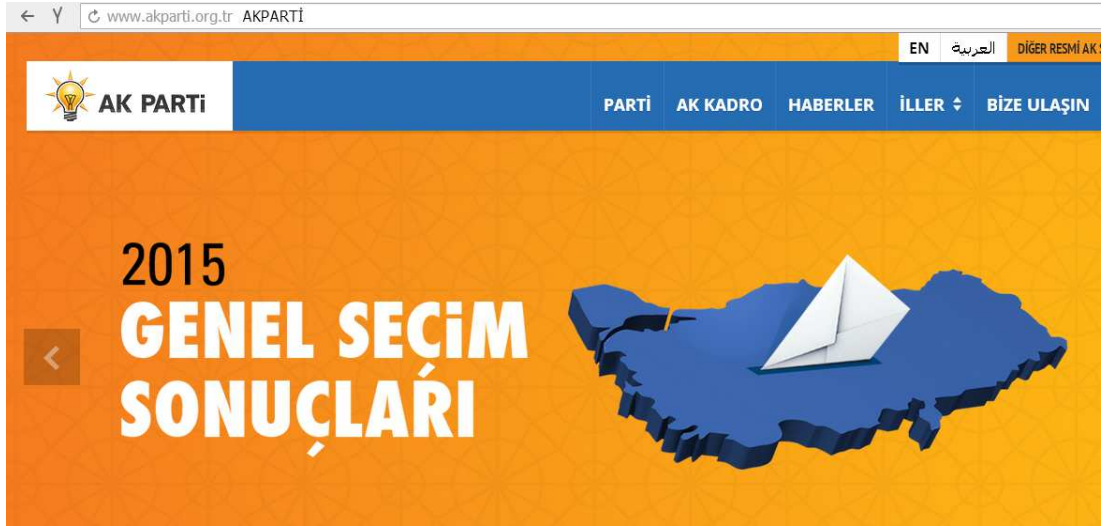 www.akparti.org.tr AKPARTİ
EN العربية DİĞER RESMİ AK
AK PARTİ
PARTİ AK KADRO HABERLER İLLER BİZE ULAŞIN
2015
GENEL SEÇİM
SONUÇLARI